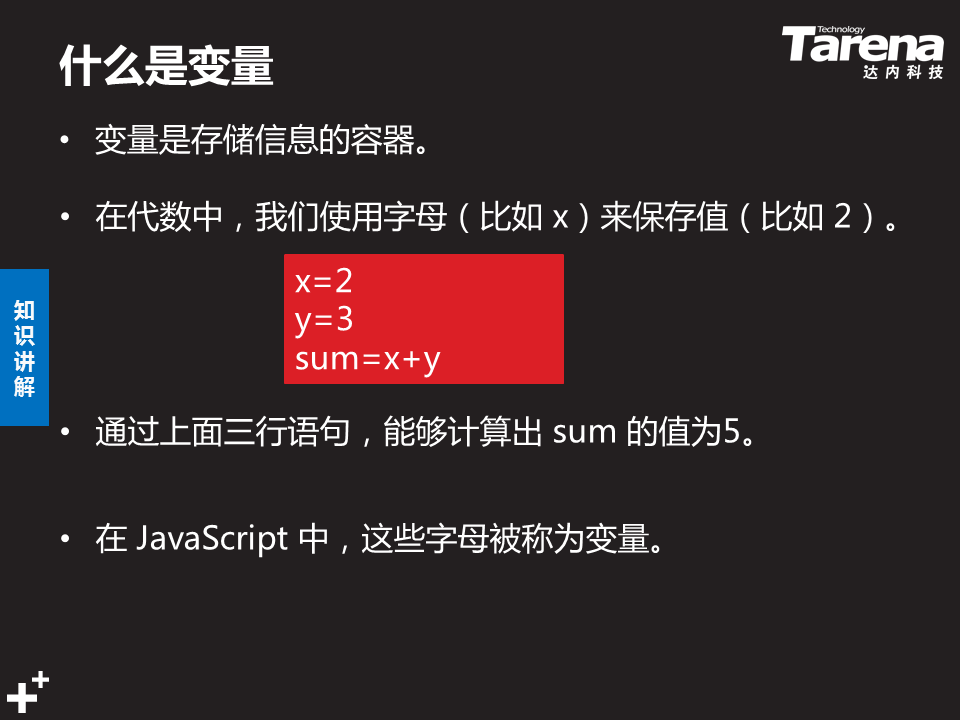 什么是变量
Technology
Tarena
达内科技
• 变量是存储信息的容器。
• 在代数中，我们使用字母（比如 x）来保存值（比如 2）。
x=2
y=3
sum=x+y
知识讲解
• 通过上面三行语句，能够计算出 sum 的值为5。
• 在 JavaScript 中，这些字母被称为变量。